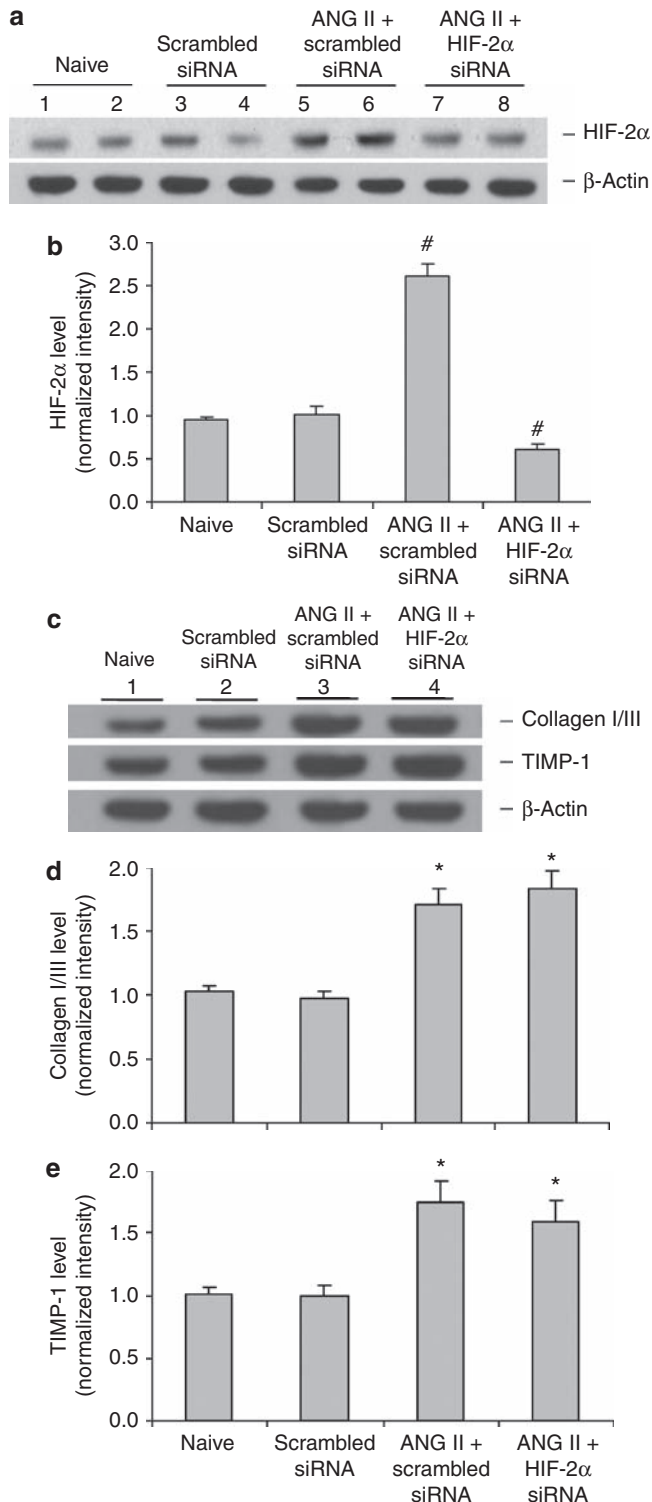 a
Naive
Scrambled
siRNA
ANG II +
scrambled
siRNA
ANG II +
HIF-2α
siRNA
1 2 3 4 5 6 7 8
– HIF-2α
– β-Actin
b
HIF-2α level
(normalized intensity)
3.0
2.5
2.0
1.5
1.0
0.5
0.0
#
#
Naive
Scrambled
siRNA
ANG II +
scrambled
siRNA
ANG II +
HIF-2α
siRNA
c
Naive
Scrambled
siRNA
ANG II +
scrambled
siRNA
ANG II +
HIF-2α
siRNA
1 2 3 4
– Collagen I/III
– TIMP-1
– β-Actin
d
Collagen I/III level
(normalized intensity)
2.0
1.5
1.0
0.5
0.0
*
*
e
TIMP-1 level
(normalized intensity)
2.0
1.5
1.0
0.5
0.0
*
*
Naive
Scrambled
siRNA
ANG II +
scrambled
siRNA
ANG II +
HIF-2α
siRNA